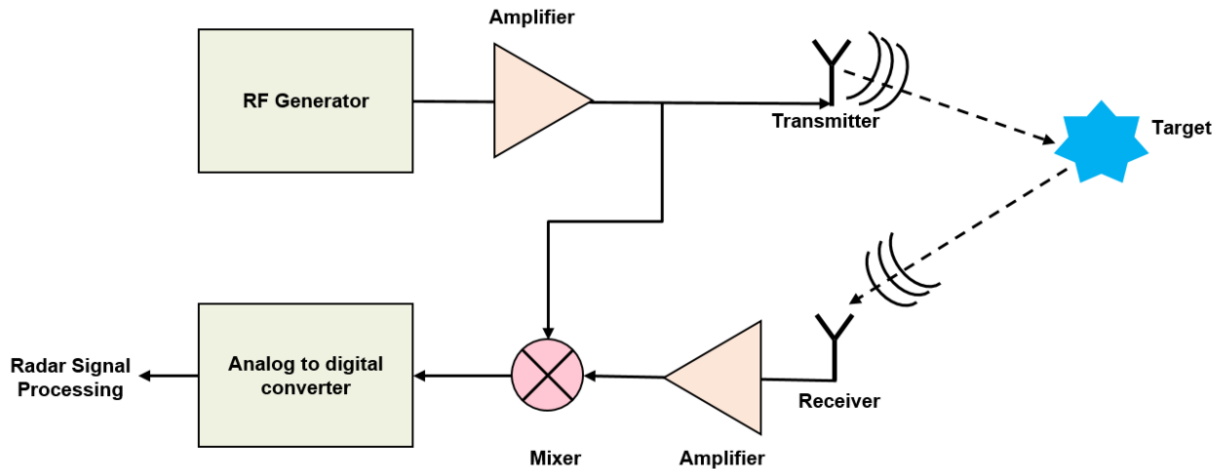 Amplifier
RF Generator
Transmitter
Target
Radar Signal
Processing
Analog to digital
converter
Mixer
Amplifier
Receiver